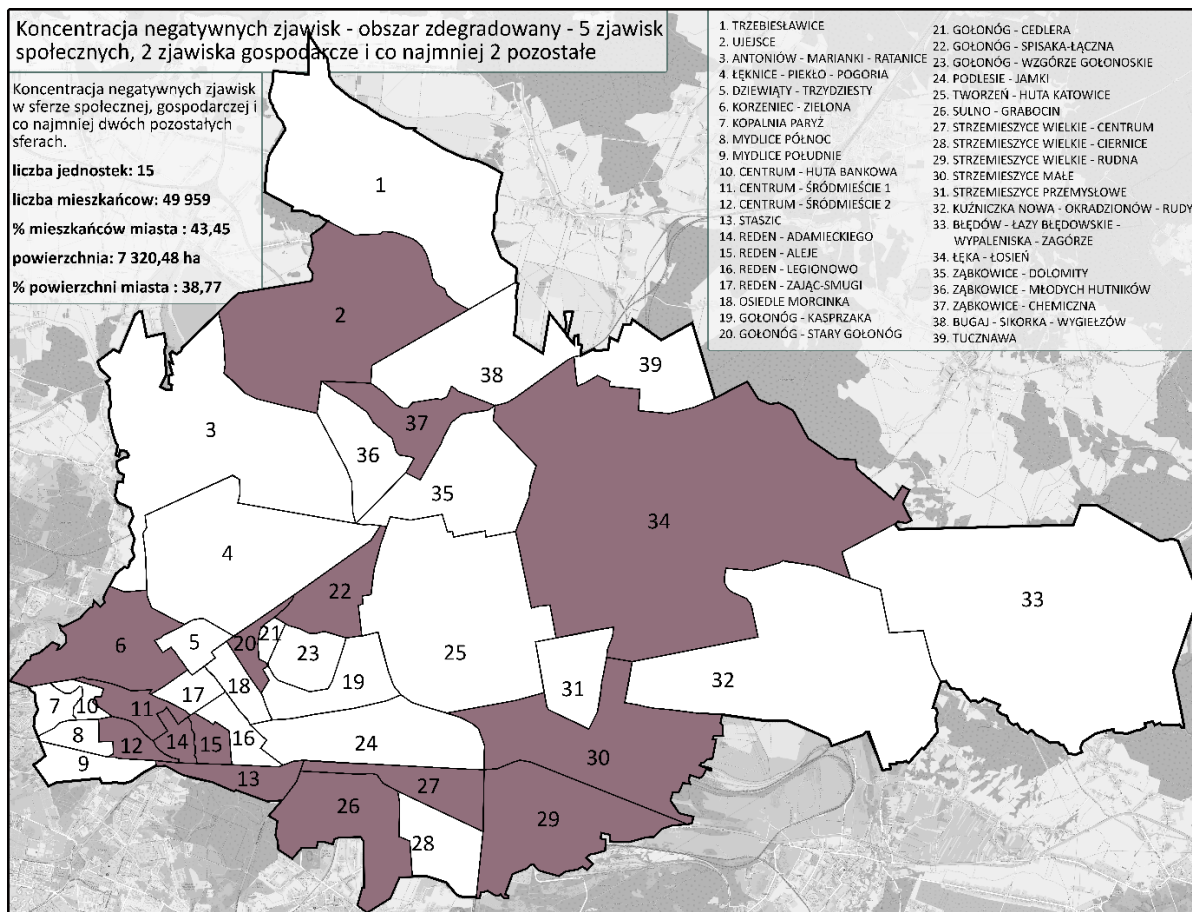 Koncentracja negatywnych zjawisk - obszar zdegradowany - 5 zjawisk
społecznych, 2 zjawiska gospodarcze i co najmniej 2 pozostałe
Koncentracja negatywnych zjawisk
w sferze społecznej, gospodarczej i
co najmniej dwóch pozostałych
sferach.
liczba jednostek: 15
liczba mieszkańcow: 49 959
% mieszkańców miasta : 43,45
powierzchnia: 7 320,48 ha
% powierzchni miasta : 38,77
1. TRZEBIESŁAWICE
2. UJEJSCE
3. ANTONIÓW - MARIANKI - RATANICE
4. ŁĘKNICE - PIEKŁO - POGORIA
5. DZIEWIĄTY - TRZYDZIESTY
6. KORZENIEC - ZIELONA
7. KOPALNIA PARYŻ
8. MYDLICE PÓŁNOC
9. MYDLICE POŁUDNIE
10. CENTRUM - HUTA BANKOWA
11. CENTRUM - ŚRÓDMIEŚCIE 1
12. CENTRUM - ŚRÓDMIEŚCIE 2
13. STASZIC
14. REDEN - ADAMIECKIEGO
15. REDEN - ALEJE
16. REDEN - LEGIONOWO
17. REDEN - ZAJĄC-SMUGI
18. OSIEDLE MORCINKA
19. GOŁONÓG - KASPRZAKA
20. GOŁONÓG - STARY GOŁONÓG
21. GOŁONÓG - CEDLERA
22. GOŁONÓG - SPISAKA-ŁĄCZNA
23. GOŁONÓG - WZGÓRZE GOŁONOSKIE
24. PODLESIE - JAMKI
25. TWORZEŃ - HUTA KATOWICE
26. SULNO - GRABOCIN
27. STRZEMIESZYCE WIELKIE - CENTRUM
28. STRZEMIESZYCE WIELKIE - CIERNICE
29. STRZEMIESZYCE WIELKIE - RUDNA
30. STRZEMIESZYCE MAŁE
31. STRZEMIESZYCE PRZEMYSŁOWE
32. KUŹNICZKA NOWA - OKRADZIONÓW - RUDY
33. BŁĘDÓW - ŁAZY BŁĘDOWSKIE -
WYPALENISKA - ZAGÓRZE
34. ŁĘKA - ŁOSIEŃ
35. ZĄBKOWICE - DOLOMITY
36. ZĄBKOWICE - MŁODYCH HUTNIKÓW
37. ZĄBKOWICE - CHEMICZNA
38. BUGAJ - SIKORKA - WYGIEŁZÓW
39. TUCZNAWA
1
2
38
39
3
37
36
35
34
4
33
22
6
5
20
21
23
25
19
18
17
31
32
7
10
11
8
12
14
15
16
24
30
9
13
27
26
29
28